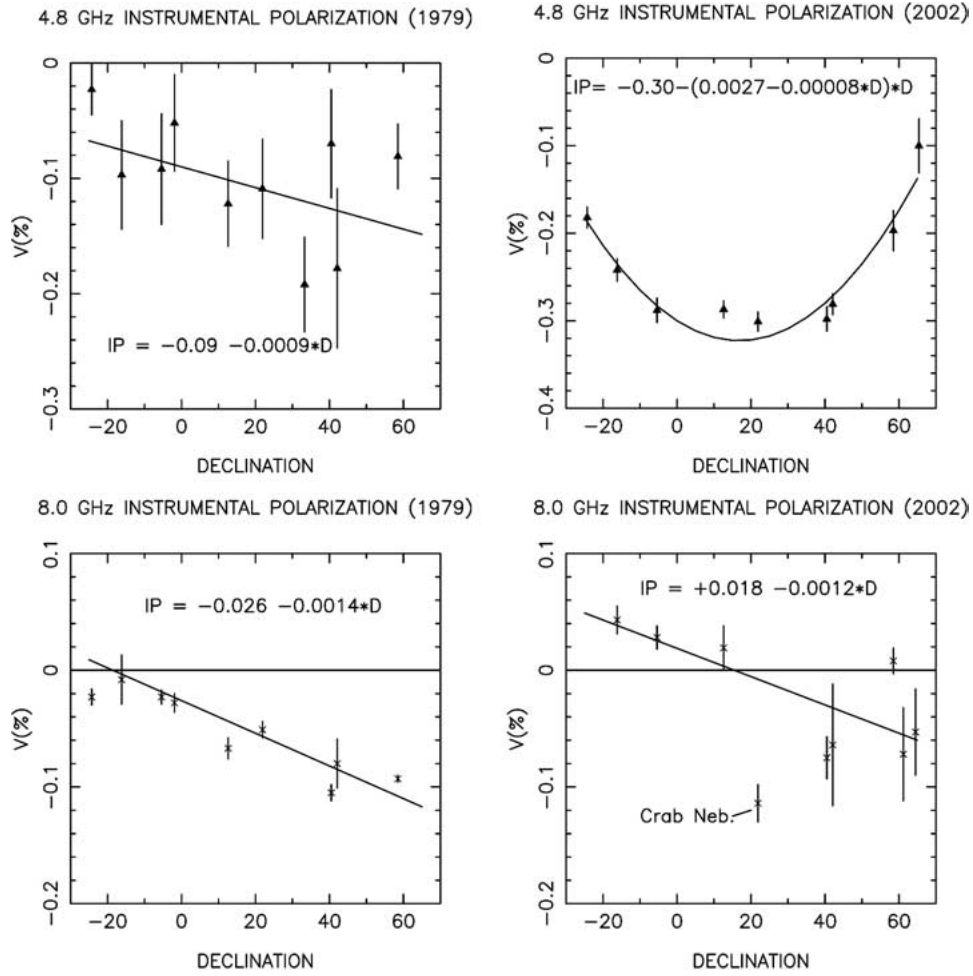 4.8 GHz INSTRUMENTAL POLARIZATION (1979)
0
−0.1
−0.2
−0.3
V(%)
IP = −0.09 −0.0009*D
−20 0 20 40 60
DECLINATION
4.8 GHz INSTRUMENTAL POLARIZATION (2002)
IP= −0.30−(0.0027−0.00008*D)*D
0
−0.1
−0.2
−0.3
−0.4
V(%)
−20 0 20 40 60
DECLINATION
8.0 GHz INSTRUMENTAL POLARIZATION (1979)
IP = −0.026 −0.0014*D
0.1
0
−0.1
−0.2
V(%)
−20 0 20 40 60
DECLINATION
8.0 GHz INSTRUMENTAL POLARIZATION (2002)
IP = +0.018 −0.0012*D
0.1
0
−0.1
−0.2
V(%)
Crab Neb.
−20 0 20 40 60
DECLINATION